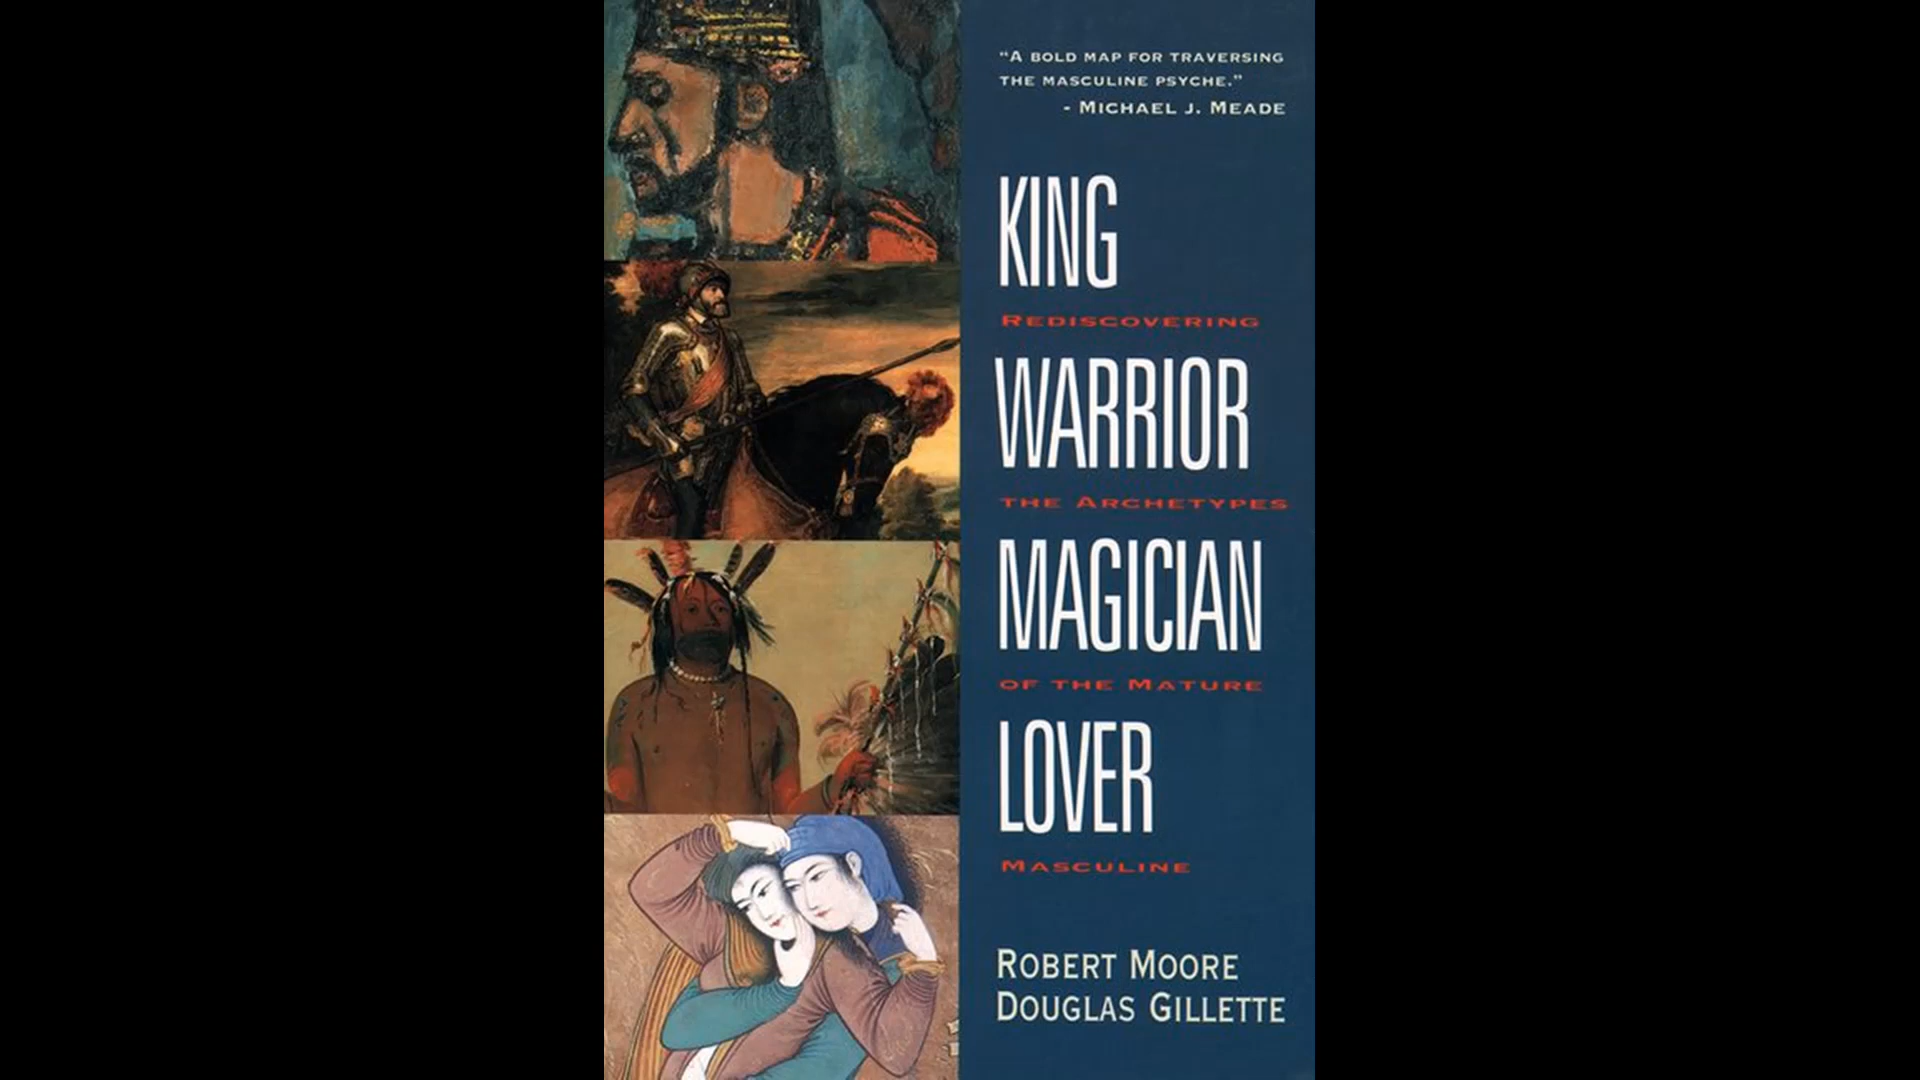 “A BOLD MAP FOR TRAVERSING
THE MASCULINE PSYCHE.”
- MICHAEL J. MEADE
KING
REDISCOVERING
WARRIOR
THE ARCHETYPES
MAGICIAN
OF THE MATURE
LOVER
MASCULINE
ROBERT MOORE
DOUGLAS GILLETTE